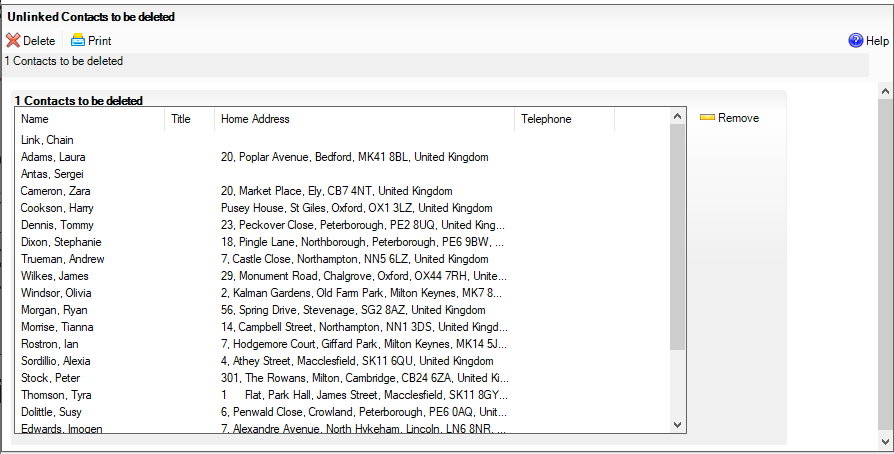 Unlinked Contacts to be deleted
Delete Print Help
1 Contacts to be deleted
1 Contacts to be deleted
Name Title Home Address Telephone
Remove
Link, Chain
Adams, Laura 20, Poplar Avenue, Bedford, MK41 8BL, United Kingdom
Antas, Sergei
Cameron, Zara 20, Market Place, Ely, CB7 4NT, United Kingdom
Cookson, Harry Pusey House, St Giles, Oxford, OX1 3LZ, United Kingdom
Dennis, Tommy 23, Peckover Close, Peterborough, PE2 8UQ, United King...
Dixon, Stephanie 18, Pingle Lane, Northborough, Peterborough, PE6 9BW, ...
Trueman, Andrew 7, Castle Close, Northampton, NN5 6LZ, United Kingdom
Wilkes, James 29, Monument Road, Chalgrove, Oxford, OX44 7RH, Unite...
Windsor, Olivia 2, Kalman Gardens, Old Farm Park, Milton Keynes, MK7 8...
Morgan, Ryan 56, Spring Drive, Stevenage, SG2 8AZ, United Kingdom
Morrise, Tianna 14, Campbell Street, Northampton, NN1 3DS, United Kingd...
Rostron, Ian 7, Hodgemore Court, Giffard Park, Milton Keynes, MK14 5J...
Sordillio, Alexia 4, Athey Street, Macclesfield, SK11 6QU, United Kingdom
Stock, Peter 301, The Rowans, Milton, Cambridge, CB24 6ZA, United Ki...
Thomson, Tyra 1 Flat, Park Hall, James Street, Macclesfield, SK11 8GY...
Dolittle, Susy 6, Penwald Close, Crowland, Peterborough, PE6 0AQ, Unit...
Edwards, Imogen 7, Alexandre Avenue, North Hykeham, Lincoln, LN6 8NR, ...